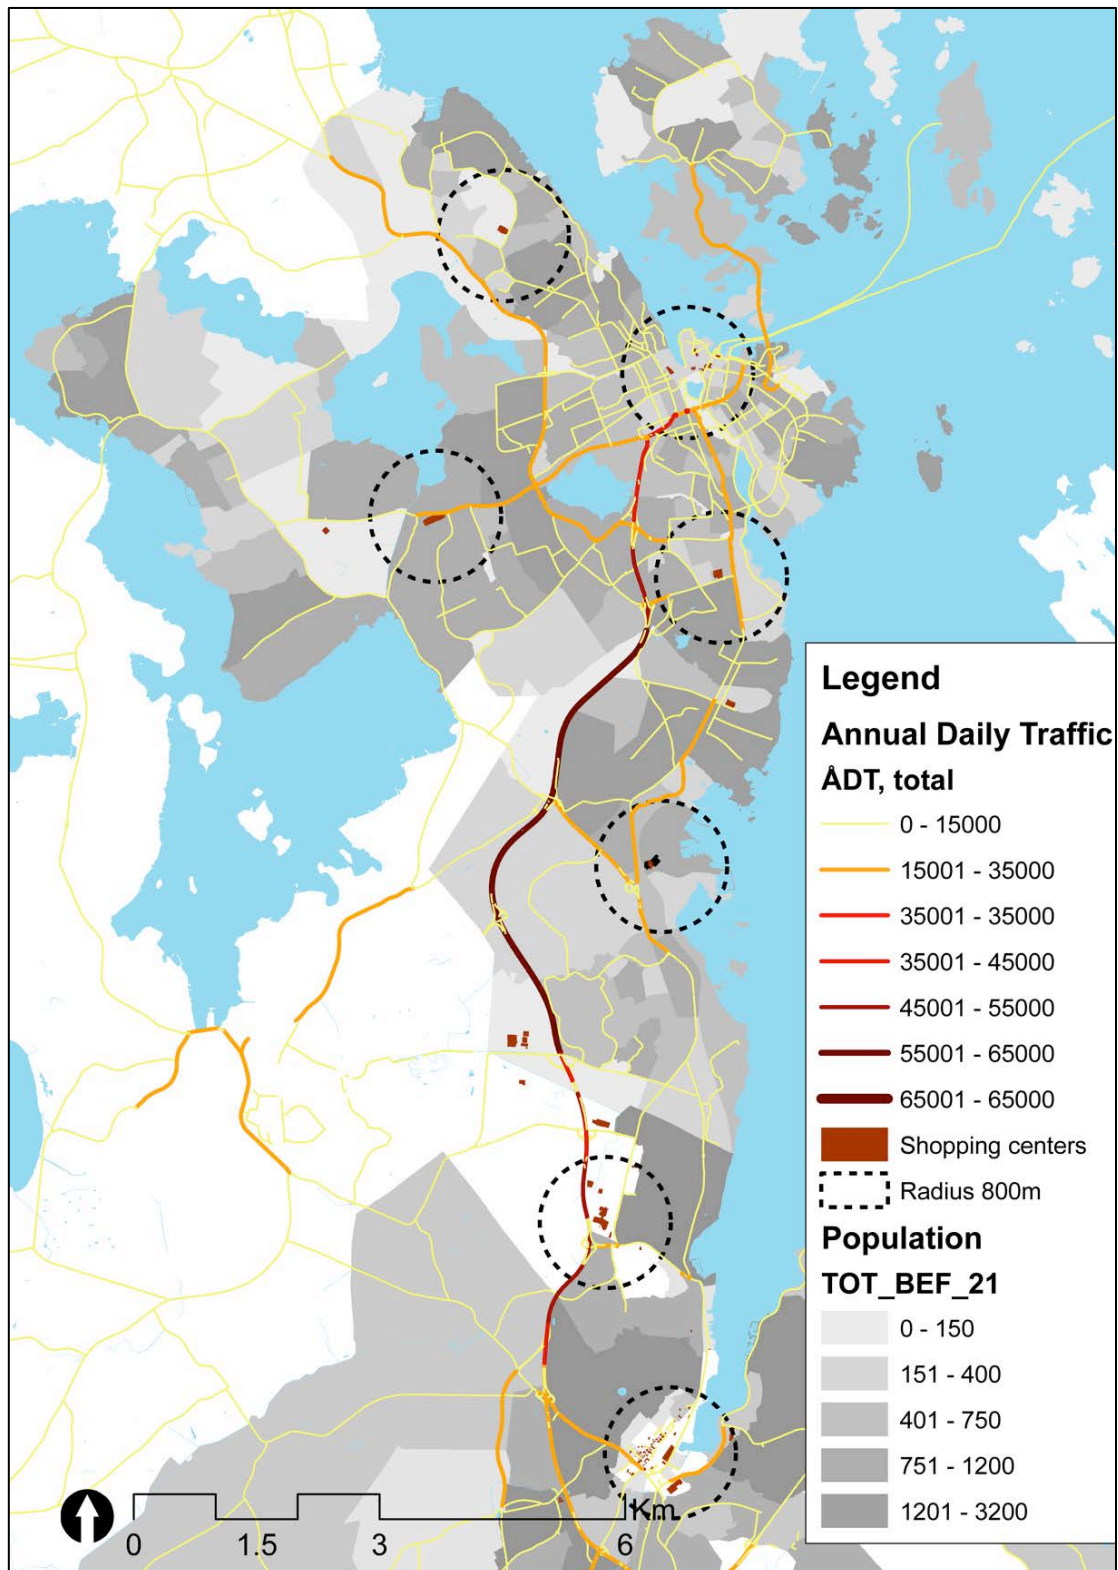 Legend
Annual Daily Traffic
ÅDT, total
0 - 15000
15001 - 35000
35001 - 35000
35001 - 45000
45001 - 55000
55001 - 65000
65001 - 65000
Shopping centers
Radius 800m
Population
TOT_BEF_21
0 - 150
151 - 400
401 - 750
751 - 1200
1201 - 3200
Km
0 1.5 3 6